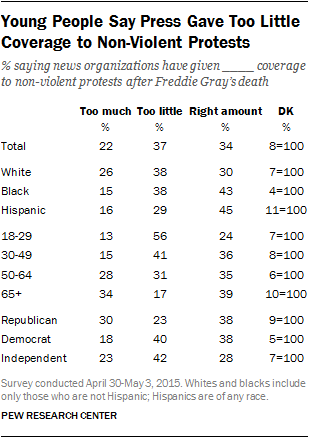 Young People Say Press Gave Too Little
Coverage to Non-Violent Protests
% saying news organizations have given _____ coverage
to non-violent protests after Freddie Gray's death
Too much Too little Right amount DK
% % % %
Total 22 37 34 8=100
White 26 38 30 7=100
Black 15 38 43 4=100
Hispanic 16 29 45 11=100
18-29 13 56 24 7=100
30-49 15 41 36 8=100
50-64 28 31 35 6=100
65+ 34 17 39 10=100
Republican 30 23 38 9=100
Democrat 18 40 38 5=100
Independent 23 42 28 7=100
Survey conducted April 30-May 3, 2015. Whites and blacks include
only those who are not Hispanic; Hispanics are of any race.
PEW RESEARCH CENTER